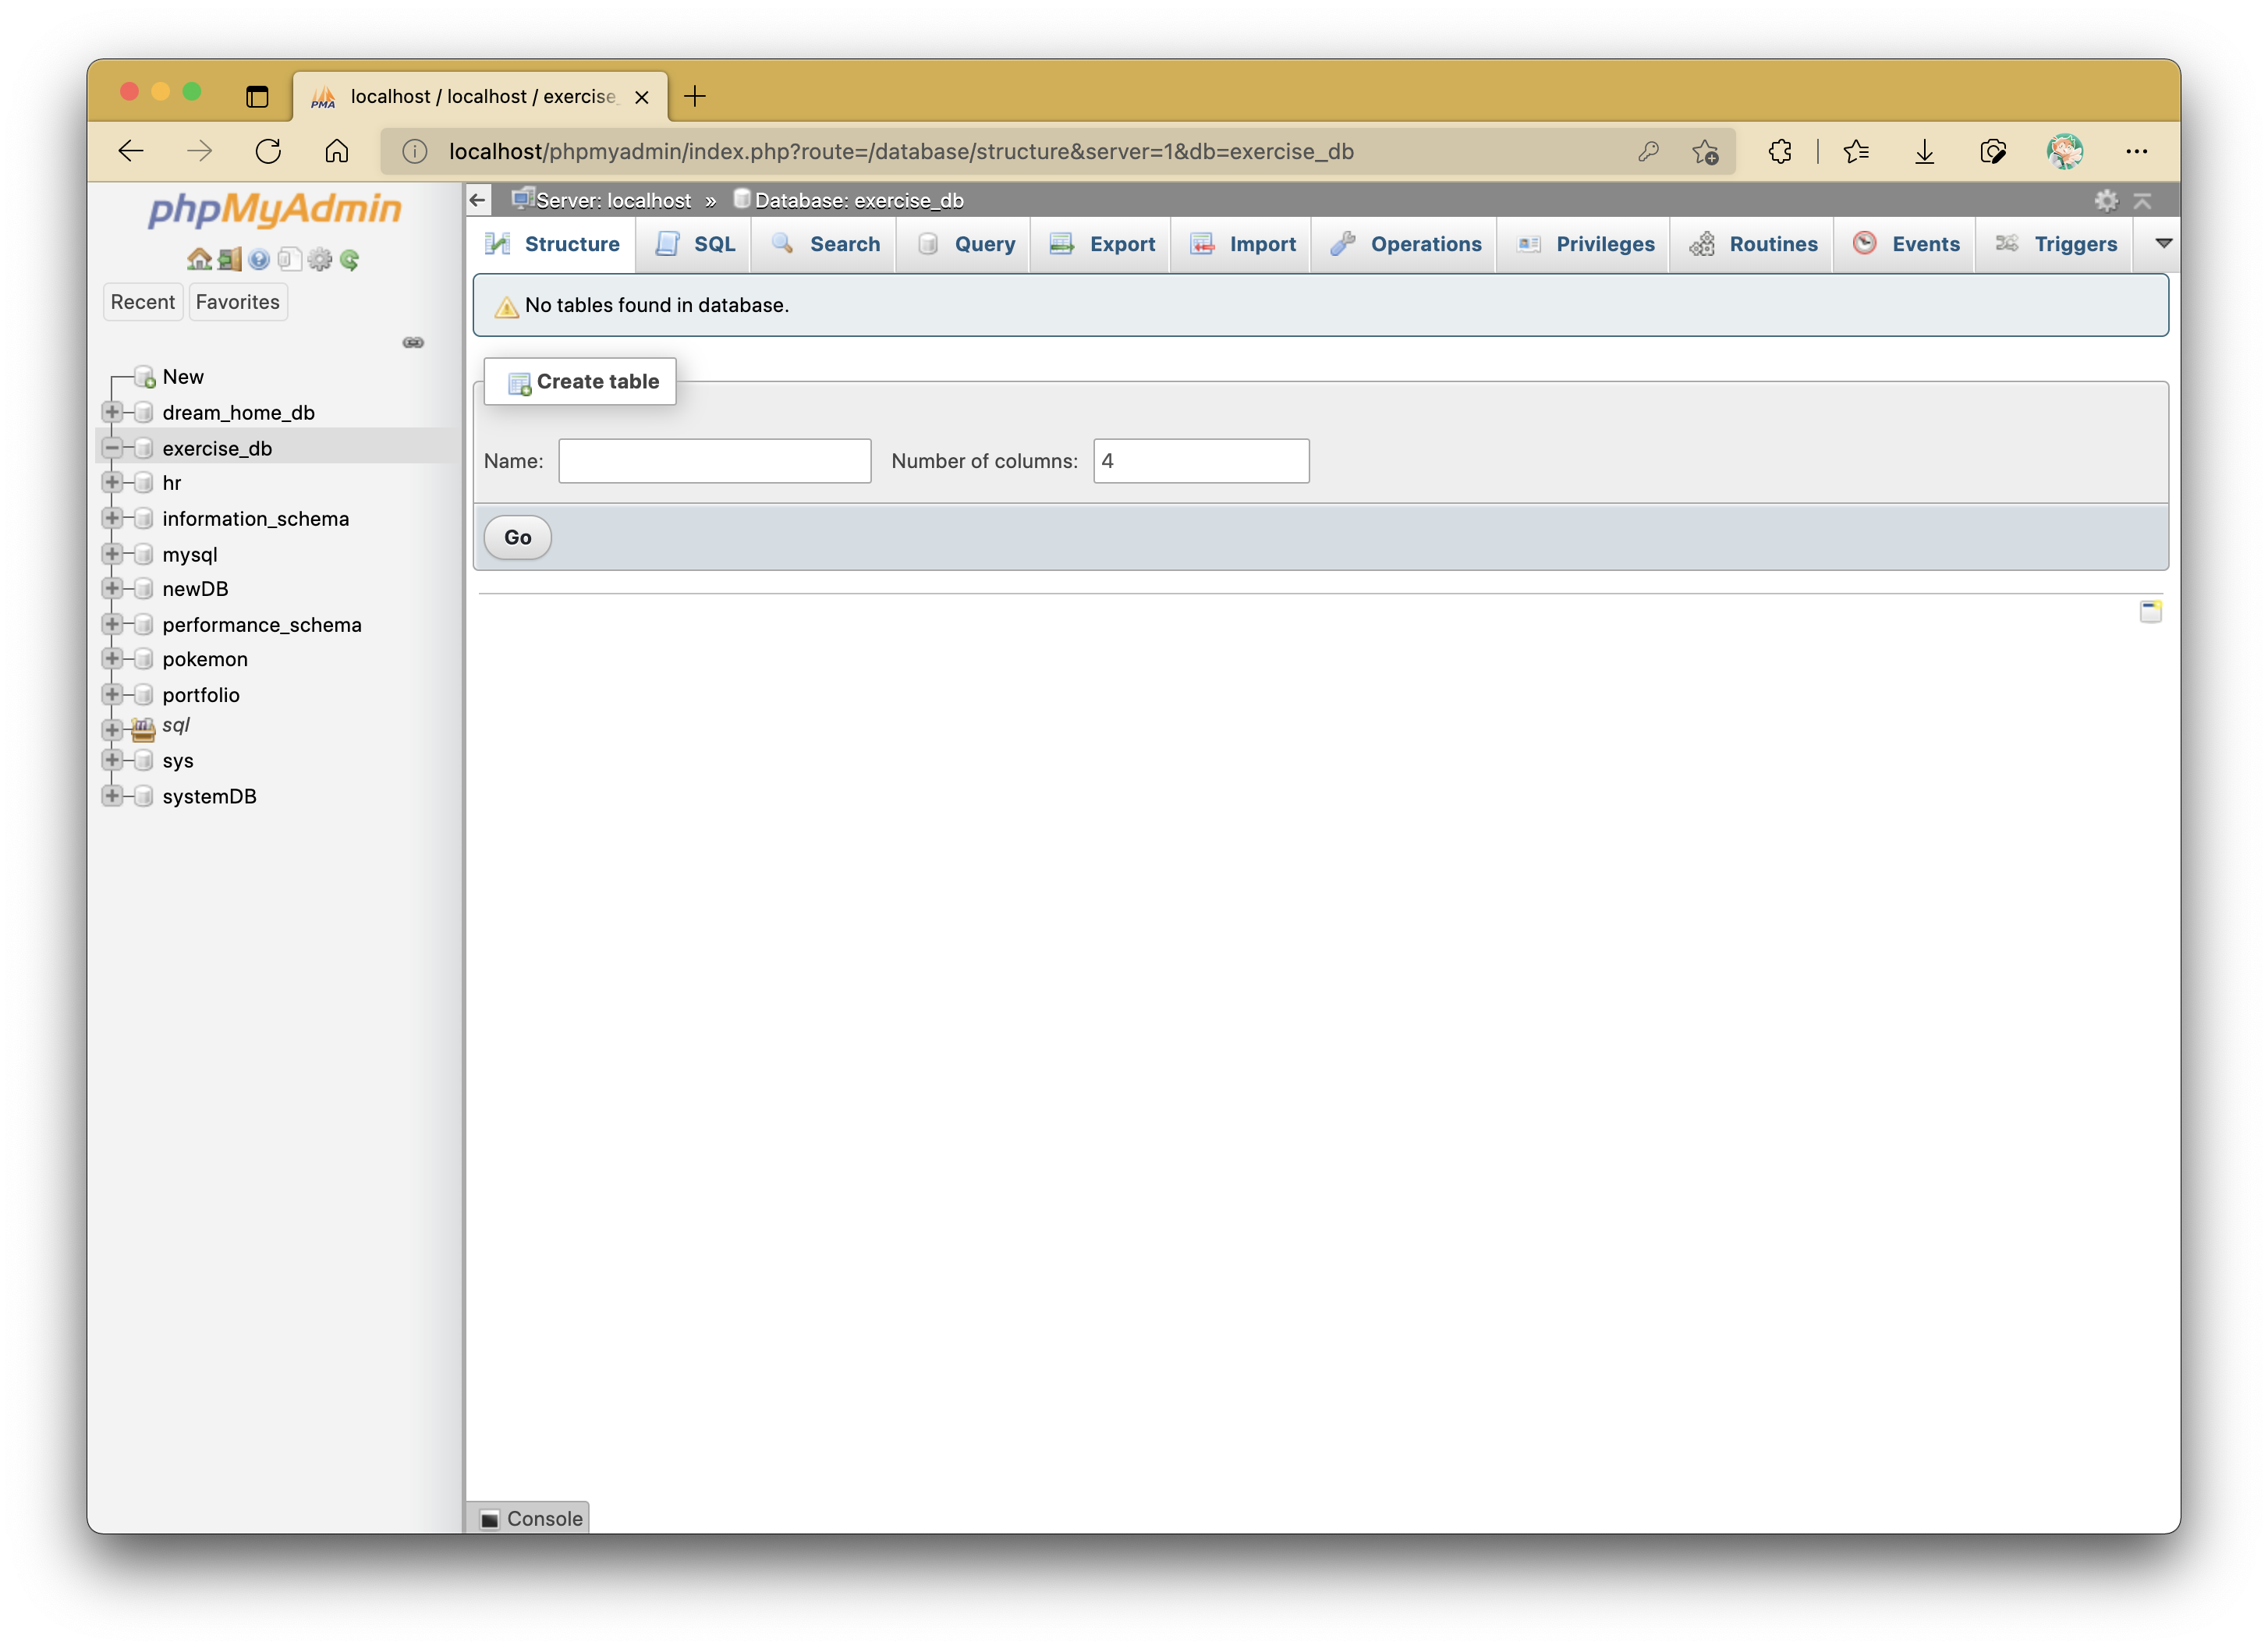 localhost / localhost / exercise_
localhost/phpmyadmin/index.php?route=/database/structure&server=1&db=exercise_db
phpMyAdmin
Recent Favorites
New
dream_home_db
exercise_db
hr
information_schema
mysql
newDB
performance_schema
pokemon
portfolio
sql
sys
systemDB
Server: localhost » Database: exercise_db
Structure SQL Search Query Export Import Operations Privileges Routines Events Triggers
No tables found in database.
Create table
Name: Number of columns: 4
Go
Console